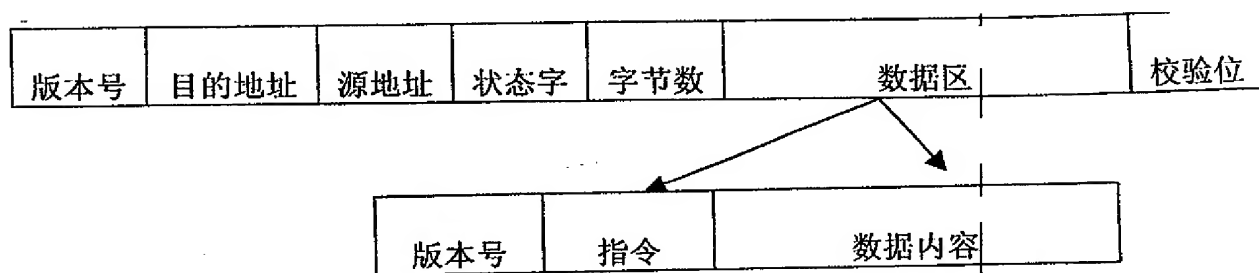 版本号 目的地址 源地址 状态字 字节数 数据区 校验位
版本号 指令 数据内容